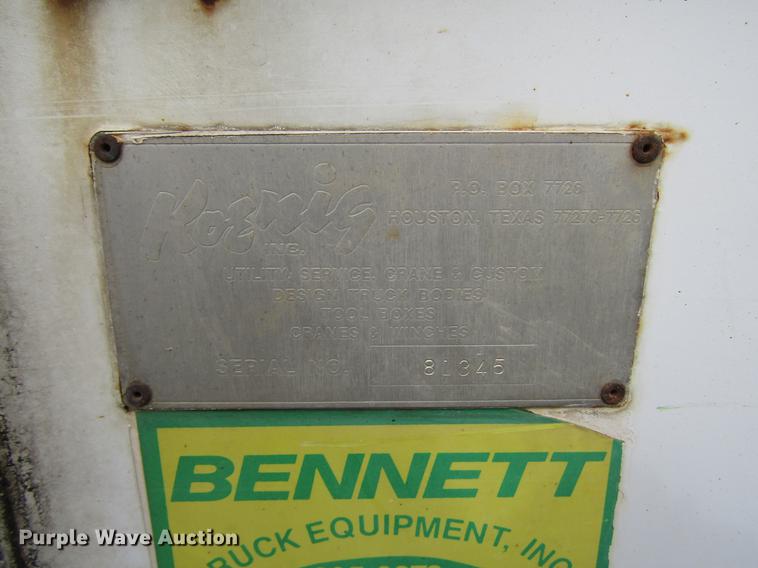 Koenig
INC.
P.O. BOX 7726
HOUSTON, TEXAS 77270-7726
UTILITY, SERVICE, CRANE & CUSTOM
DESIGN TRUCK BODIES
TOOL BOXES
CRANES & WINCHES
SERIAL NO. 81345
BENNETT
RUCK EQUIPMENT, INC
Purple Wave Auction